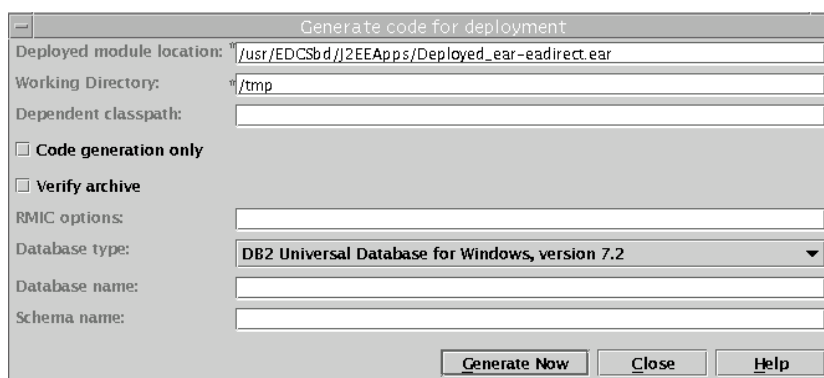 Generate code for deployment
Deployed module location: */usr/EDCSbd/J2EEApps/Deployed_ear-eadirect.ear
Working Directory: */tmp
Dependent classpath:
Code generation only
Verify archive
RMIC options:
Database type: DB2 Universal Database for Windows, version 7.2
Database name:
Schema name:
Generate Now Close Help